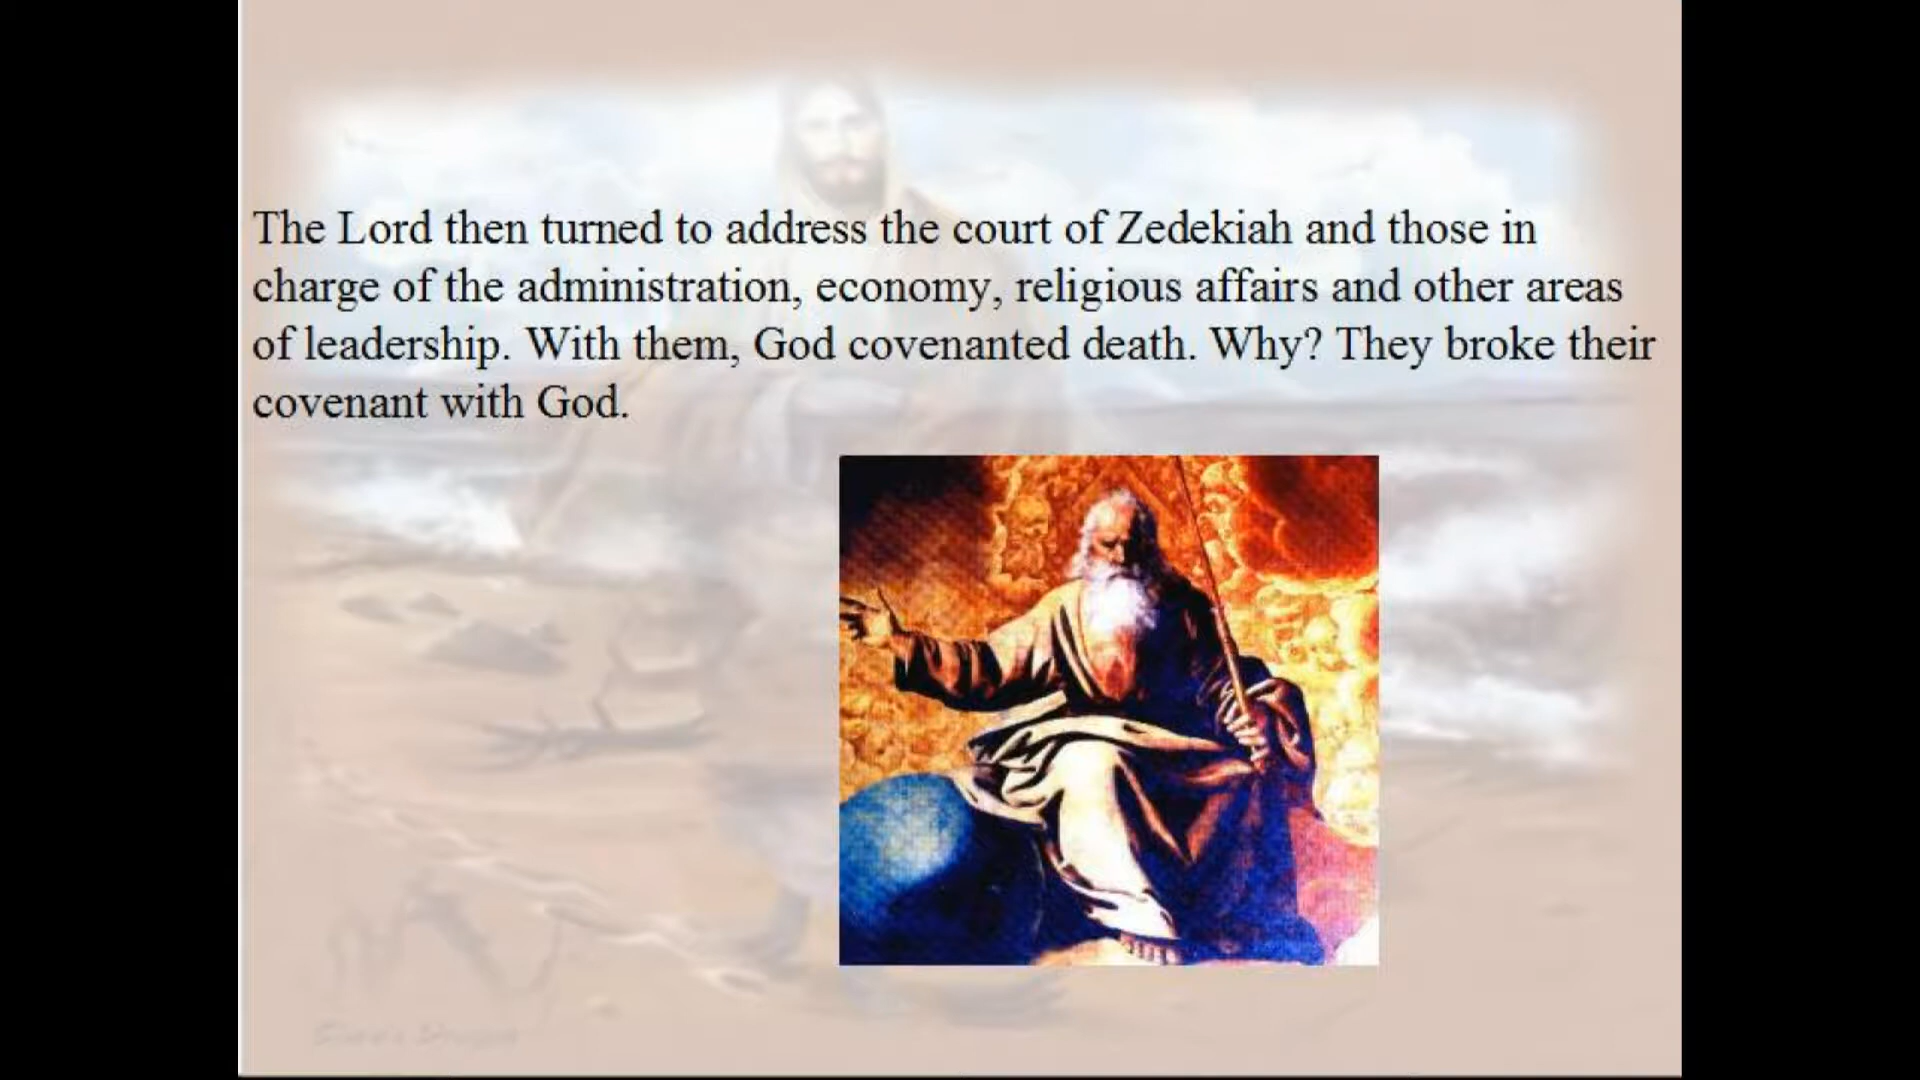 The Lord then turned to address the court of Zedekiah and those in
charge of the administration, economy, religious affairs and other areas
of leadership. With them, God covenanted death. Why? They broke their
covenant with God.